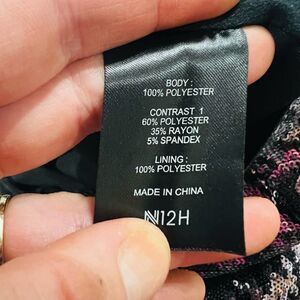 BODY :
100% POLYESTER
CONTRAST 1
60% POLYESTER
35% RAYON
5% SPANDEX
LINING :
100% POLYESTER
MADE IN CHINA
N12H